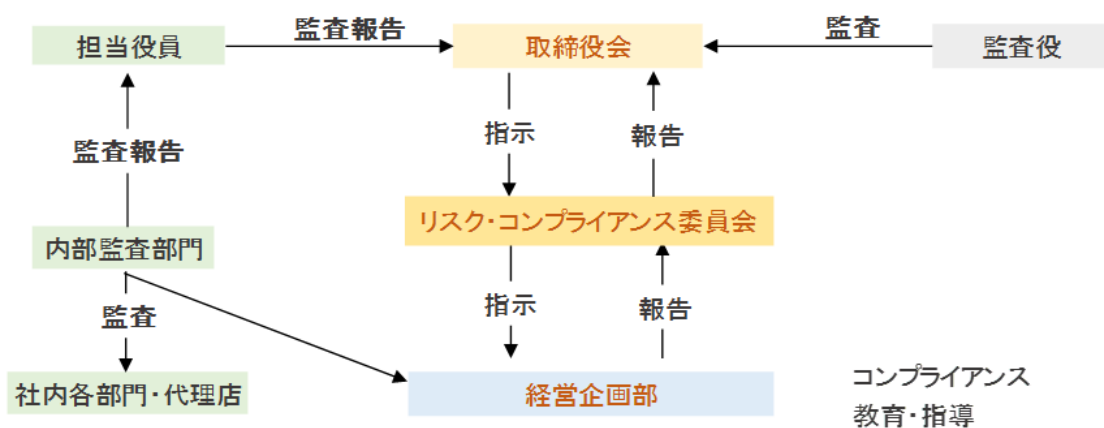 担当役員
監査報告
取締役会
監査
監査役
監査報告
指示
報告
リスク・コンプライアンス委員会
内部監査部門
監査
指示
報告
社内各部門・代理店
経営企画部
コンプライアンス
教育・指導